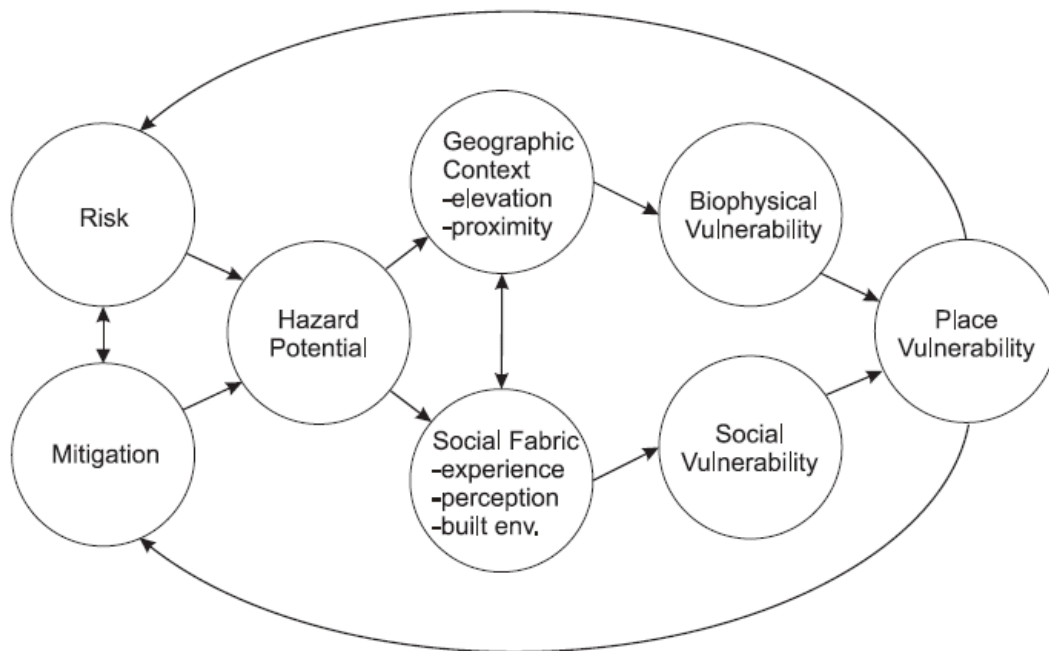 Risk
Mitigation
Hazard
Potential
Geographic
Context
-elevation
-proximity
Social Fabric
-experience
-perception
-built env.
Biophysical
Vulnerability
Social
Vulnerability
Place
Vulnerability